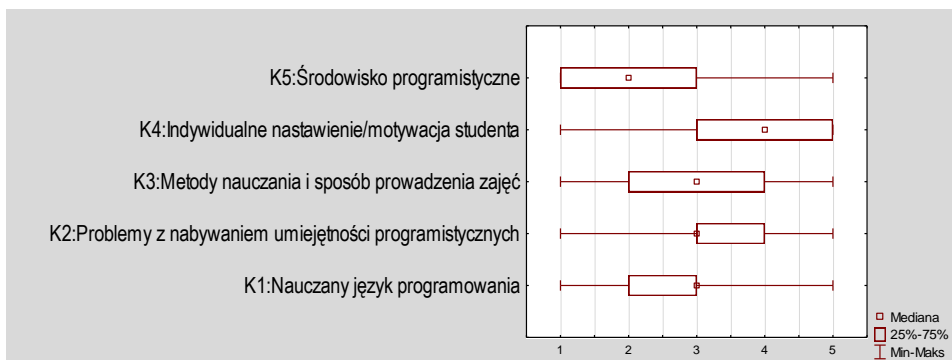 K5:Środowisko programistyczne
K4:Indywidualne nastawienie/motywacja studenta
K3:Metody nauczania i sposób prowadzenia zajęć
K2:Problemy z nabywaniem umiejętności programistycznych
K1:Nauczany język programowania
1 2 3 4 5
Mediana
25%-75%
Min-Maks